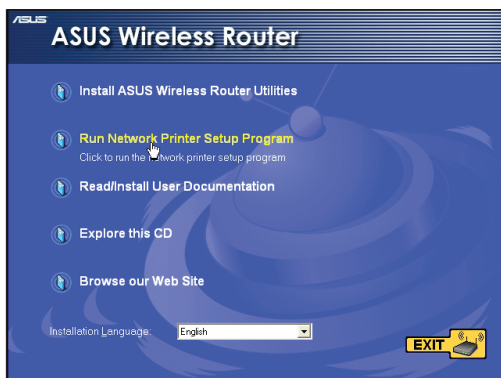 ASUS
ASUS Wireless Router
Install ASUS Wireless Router Utilities
Run Network Printer Setup Program
Click to run the network printer setup program
Read/Install User Documentation
Explore this CD
Browse our Web Site
Installation Language: English
EXIT